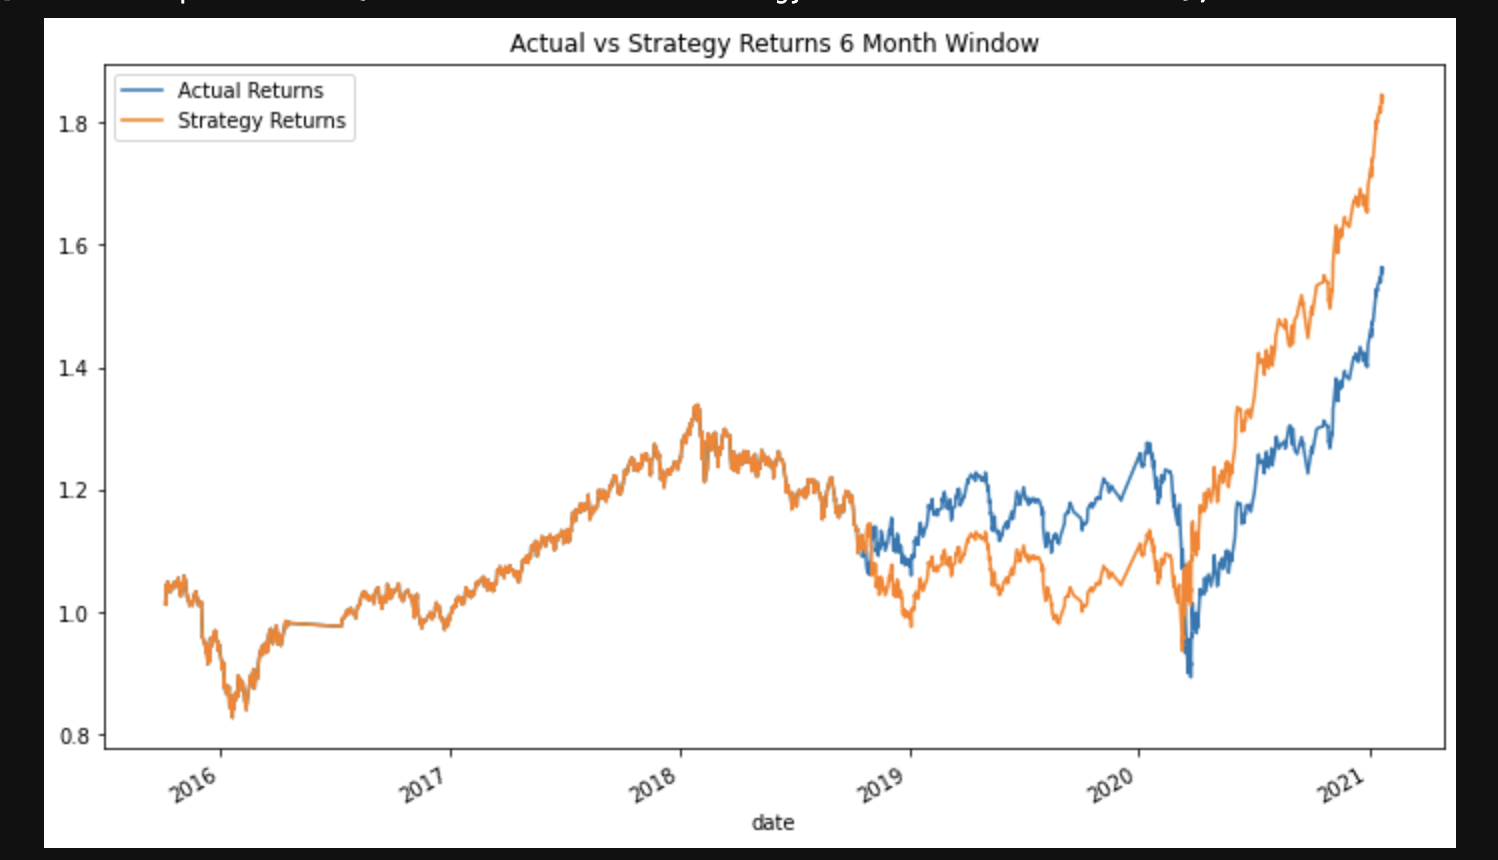 Actual vs Strategy Returns 6 Month Window
Actual Returns
Strategy Returns
1.8
1.6
1.4
1.2
1.0
0.8
2016 2017 2018 2019 2020 2021
date